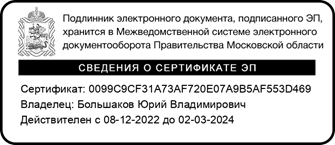 Подлинник электронного документа, подписанного ЭП,
хранится в Межведомственной системе электронного
документооборота Правительства Московской области
СВЕДЕНИЯ О СЕРТИФИКАТЕ ЭП
Сертификат: 0099C9CF31A73AF720E07A9B5AF553D469
Владелец: Большаков Юрий Владимирович
Действителен с 08-12-2022 до 02-03-2024